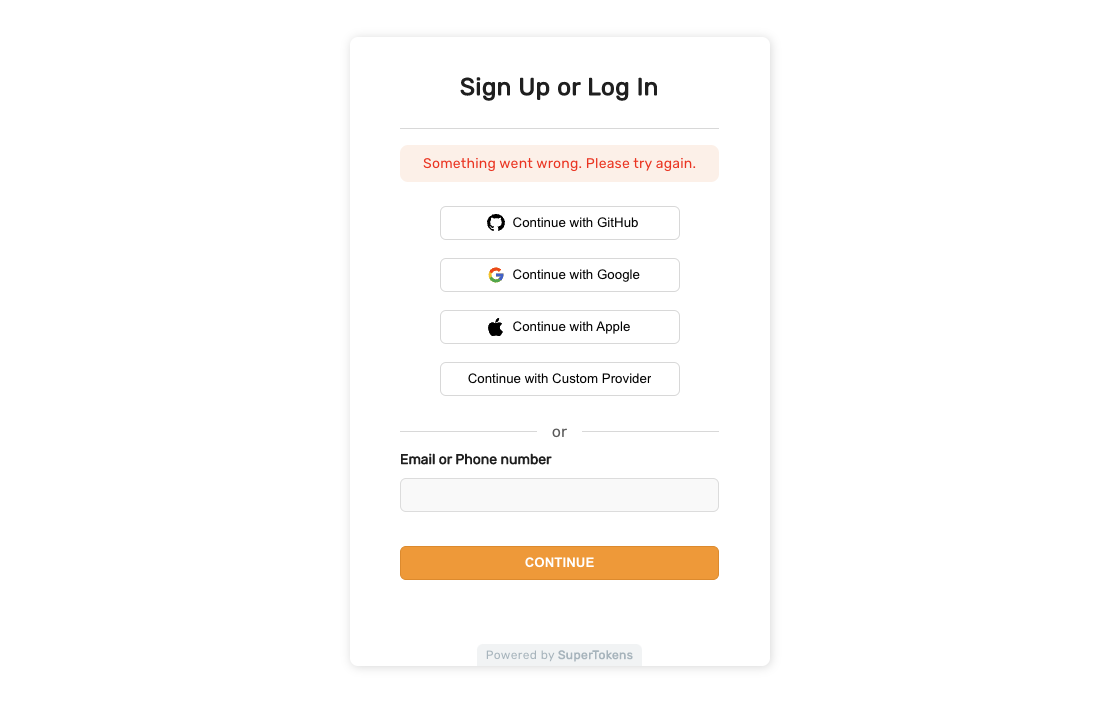 Sign Up or Log In
Something went wrong. Please try again.
Continue with GitHub
Continue with Google
Continue with Apple
Continue with Custom Provider
or
Email or Phone number
CONTINUE
Powered by SuperTokens